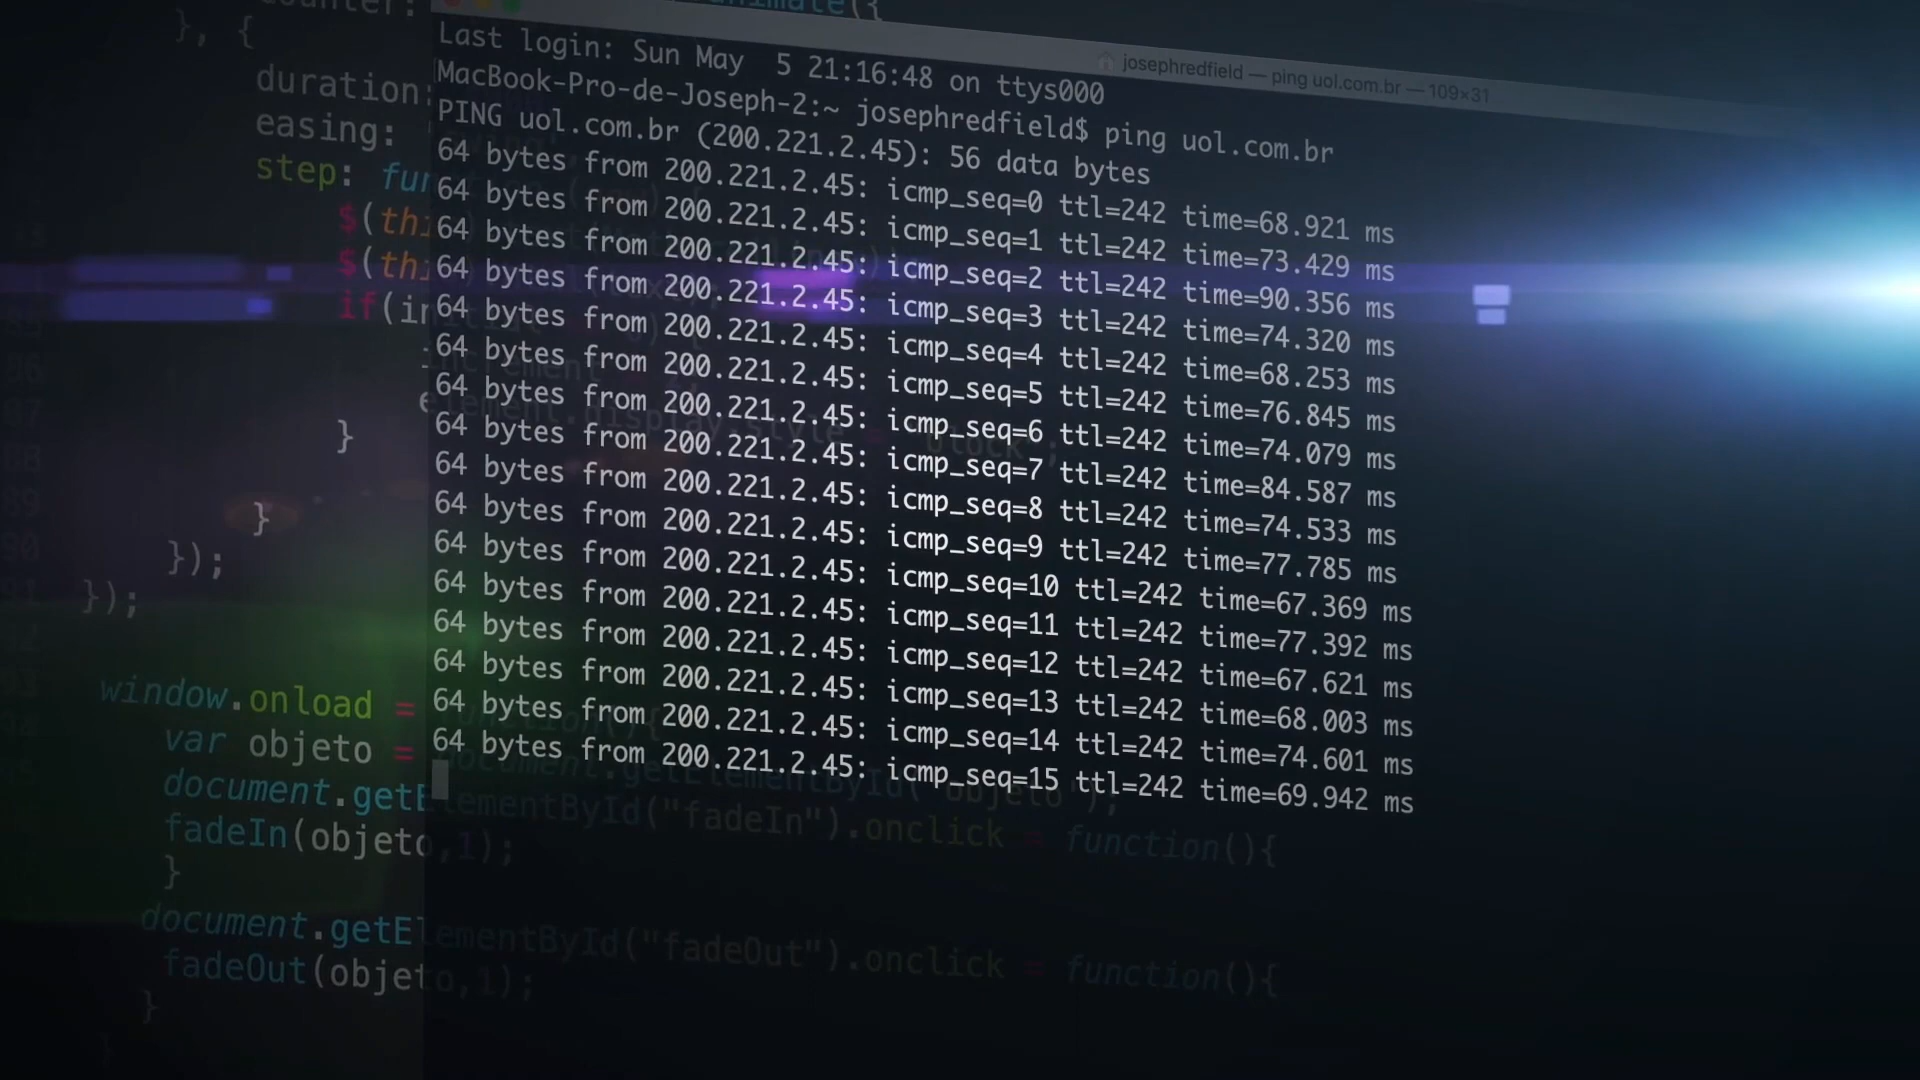 counter:
animate({
}, {
duration:
easing:
step: fun
$(thi
$(thi
if(in
}
}
});
});
window.onload =
var objeto =
document.getElementById("fadeIn").onclick = function(){
fadeIn(objeto,1);
}
document.getElementById("fadeOut").onclick = function(){
fadeOut(objeto,1);
}
josephredfield — ping uol.com.br — 109×31
Last login: Sun May  5 21:16:48 on ttys000
MacBook-Pro-de-Joseph-2:~ josephredfield$ ping uol.com.br
PING uol.com.br (200.221.2.45): 56 data bytes
64 bytes from 200.221.2.45: icmp_seq=0 ttl=242 time=68.921 ms
64 bytes from 200.221.2.45: icmp_seq=1 ttl=242 time=73.429 ms
64 bytes from 200.221.2.45: icmp_seq=2 ttl=242 time=90.356 ms
64 bytes from 200.221.2.45: icmp_seq=3 ttl=242 time=74.320 ms
64 bytes from 200.221.2.45: icmp_seq=4 ttl=242 time=68.253 ms
64 bytes from 200.221.2.45: icmp_seq=5 ttl=242 time=76.845 ms
64 bytes from 200.221.2.45: icmp_seq=6 ttl=242 time=74.079 ms
64 bytes from 200.221.2.45: icmp_seq=7 ttl=242 time=84.587 ms
64 bytes from 200.221.2.45: icmp_seq=8 ttl=242 time=74.533 ms
64 bytes from 200.221.2.45: icmp_seq=9 ttl=242 time=77.785 ms
64 bytes from 200.221.2.45: icmp_seq=10 ttl=242 time=67.369 ms
64 bytes from 200.221.2.45: icmp_seq=11 ttl=242 time=77.392 ms
64 bytes from 200.221.2.45: icmp_seq=12 ttl=242 time=67.621 ms
64 bytes from 200.221.2.45: icmp_seq=13 ttl=242 time=68.003 ms
64 bytes from 200.221.2.45: icmp_seq=14 ttl=242 time=74.601 ms
64 bytes from 200.221.2.45: icmp_seq=15 ttl=242 time=69.942 ms